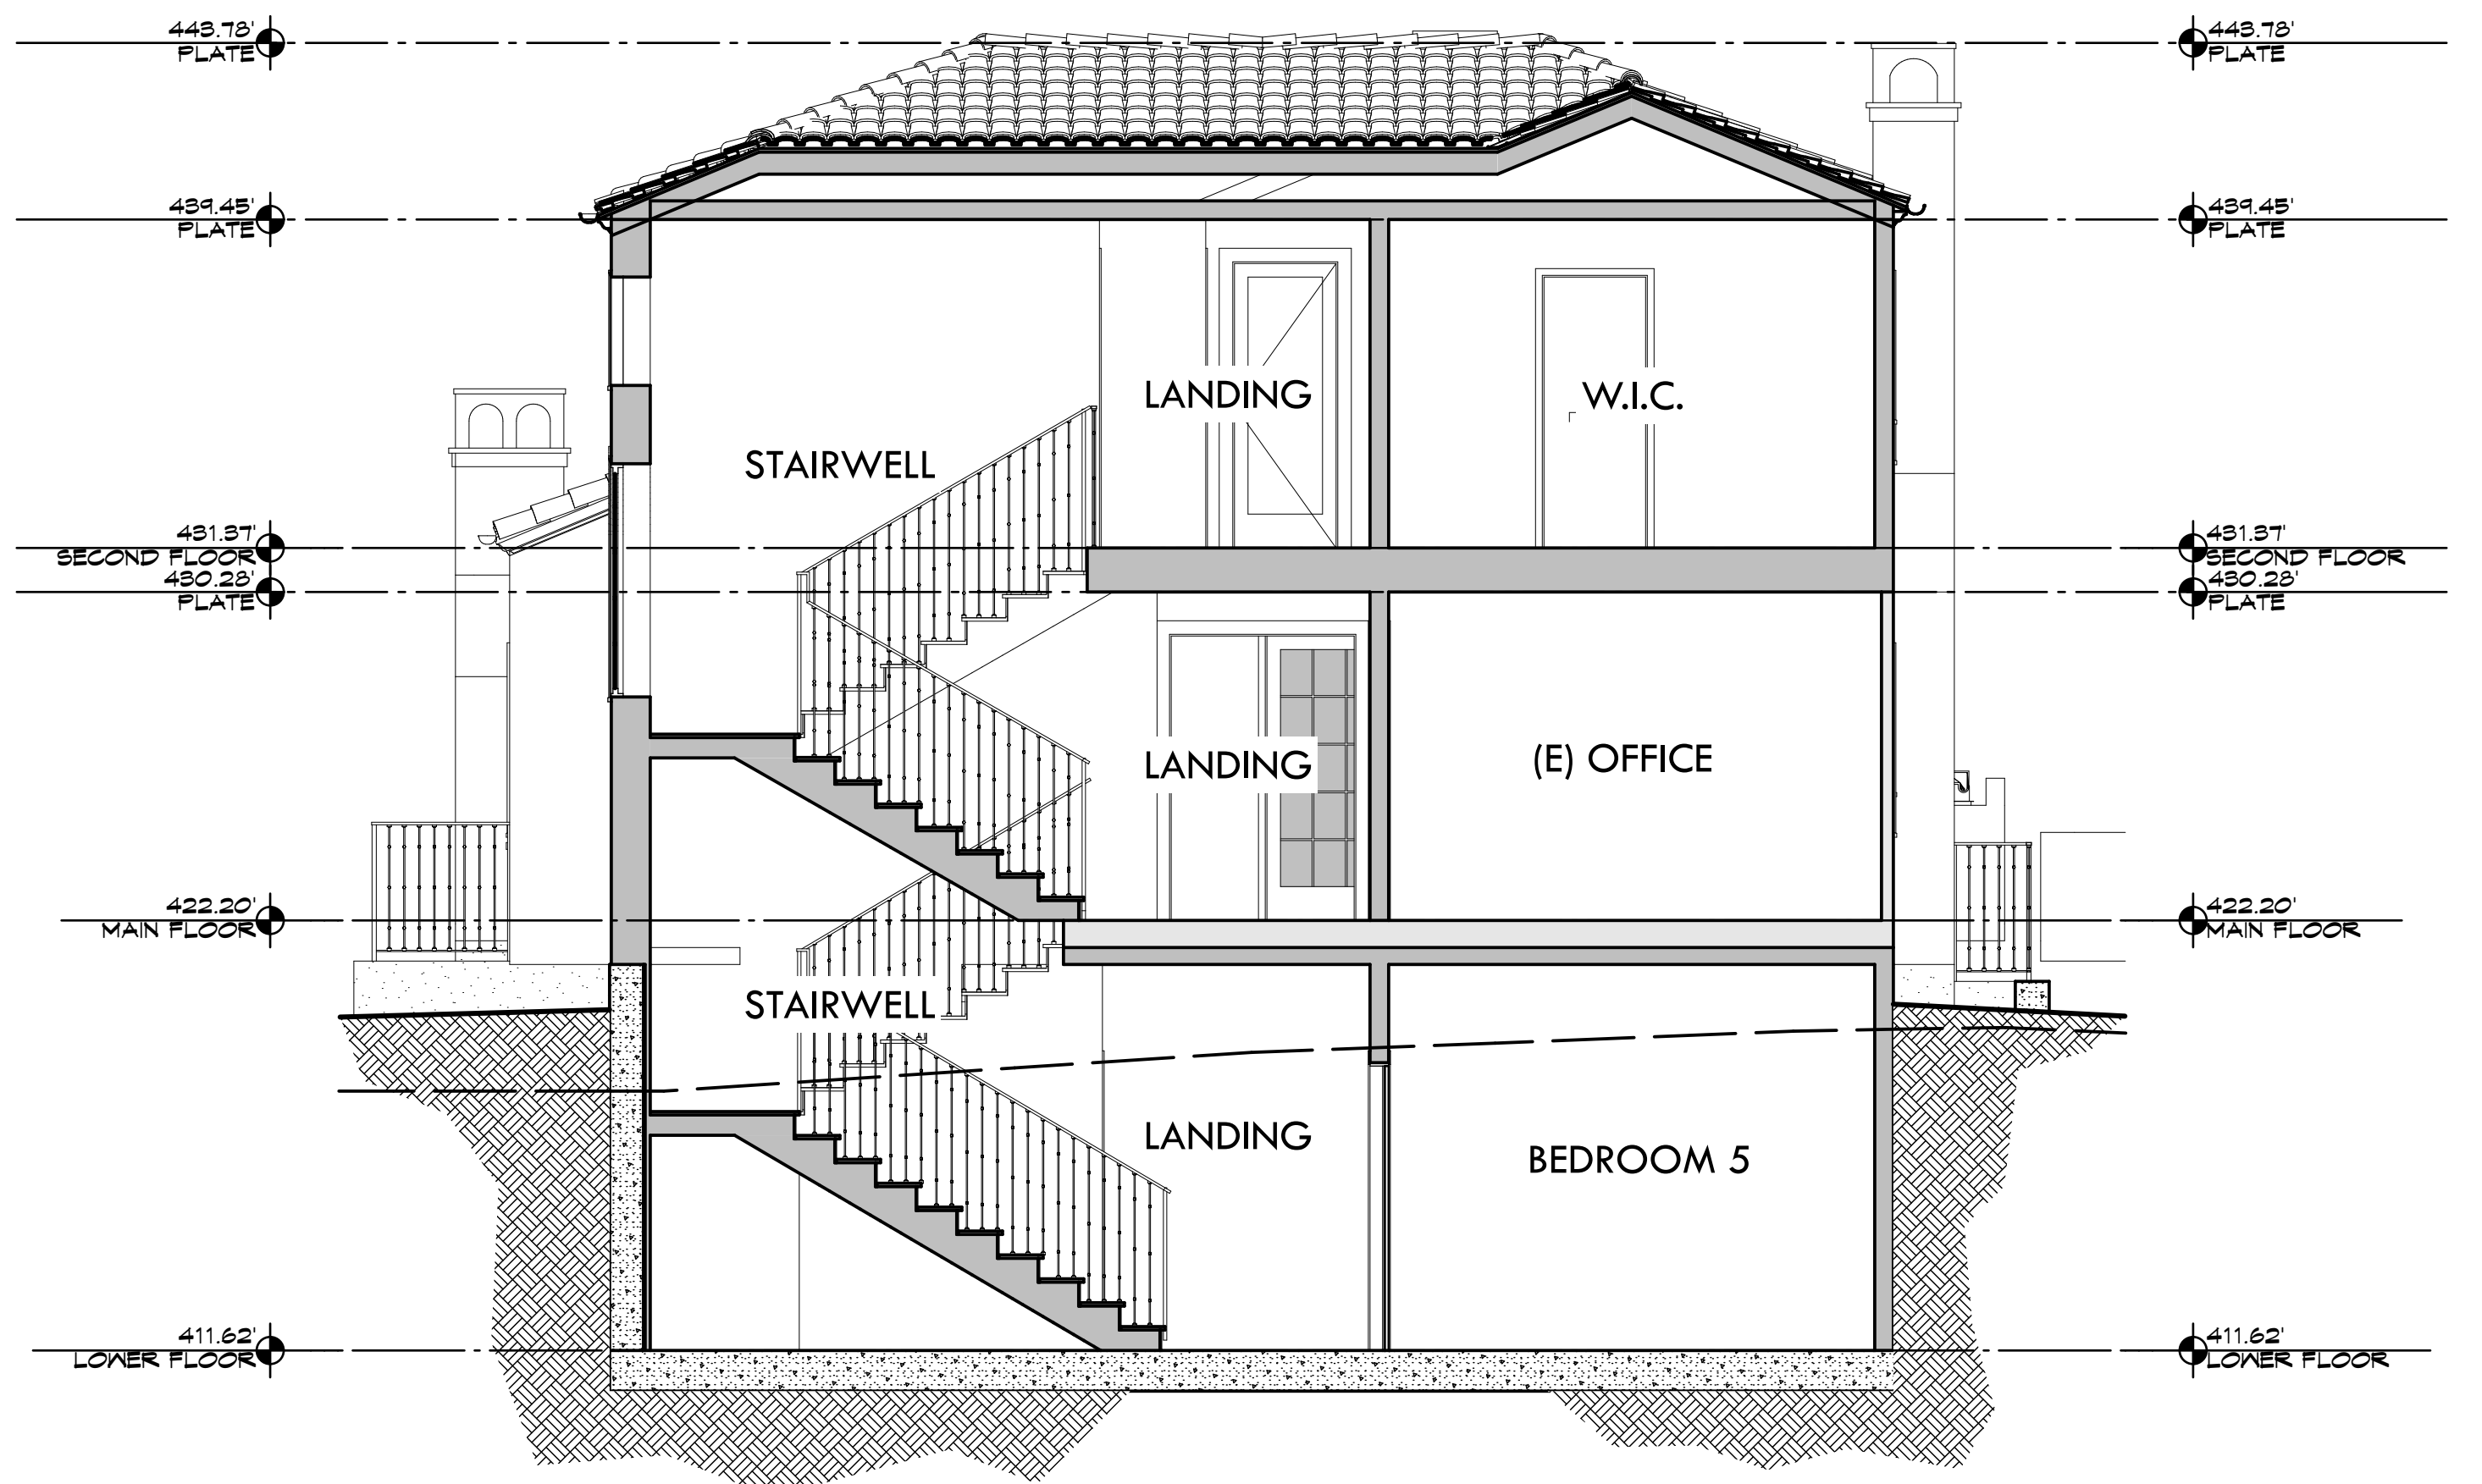 443.78'
PLATE
443.78'
PLATE
439.45'
PLATE
439.45'
PLATE
LANDING
W.I.C.
STAIRWELL
431.37'
SECOND FLOOR
431.37'
SECOND FLOOR
430.28'
PLATE
430.28'
PLATE
LANDING
(E) OFFICE
422.20'
MAIN FLOOR
422.20'
MAIN FLOOR
STAIRWELL
LANDING
BEDROOM 5
411.62'
LOWER FLOOR
411.62'
LOWER FLOOR